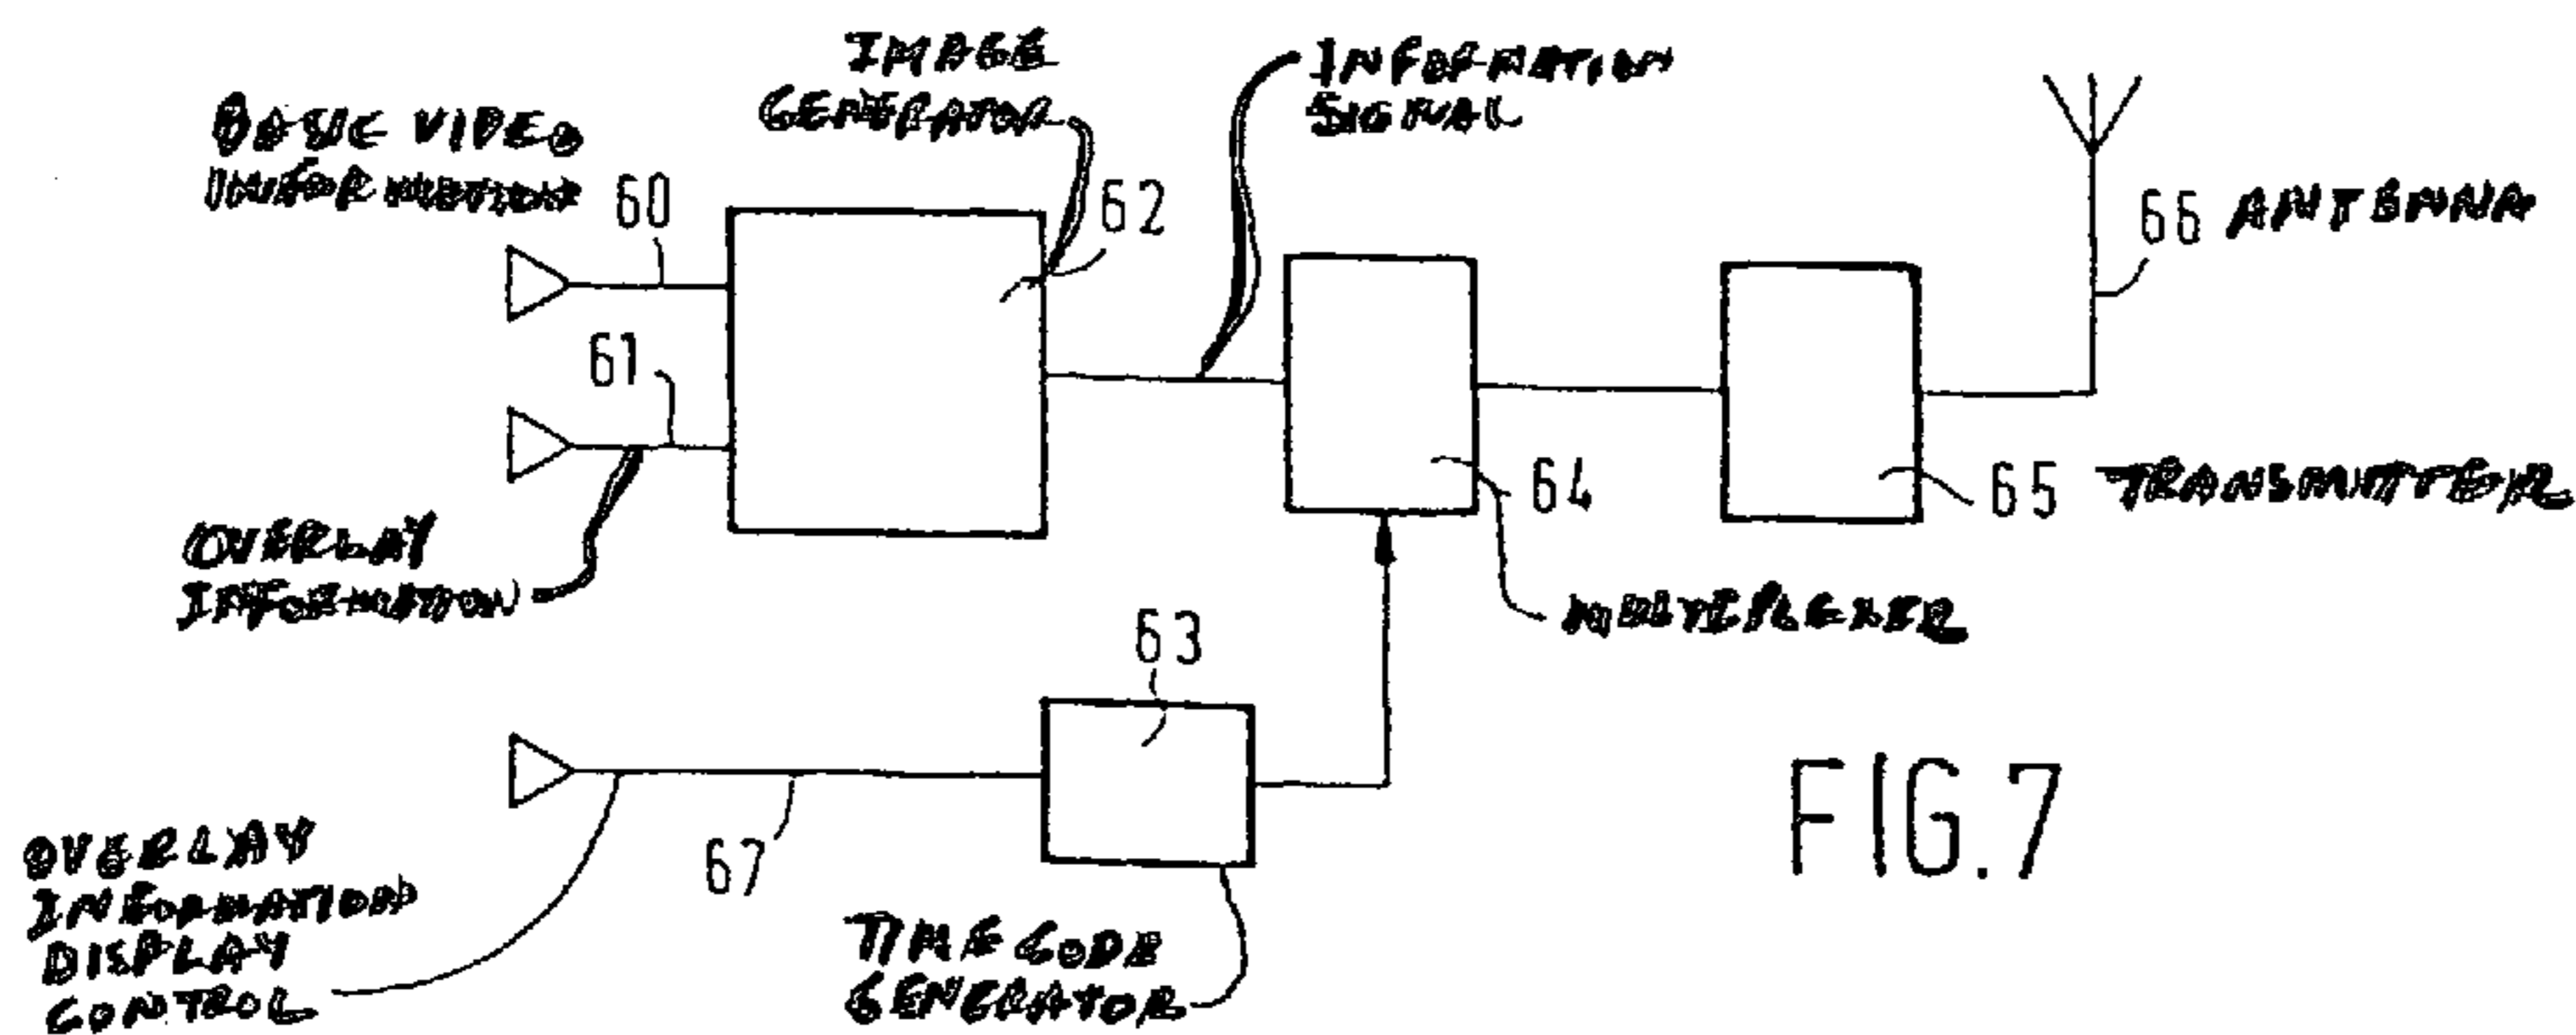 IMAGE
GENERATOR
INFORMATION
SIGNAL
BASIC VIDEO
INFORMATION
60
62
66 ANTENNA
61
64
65 TRANSMITTER
OVERLAY
INFORMATION
MULTIPLEXER
63
67
OVERLAY
INFORMATION
DISPLAY
CONTROL
TIME CODE
GENERATOR
FIG.7